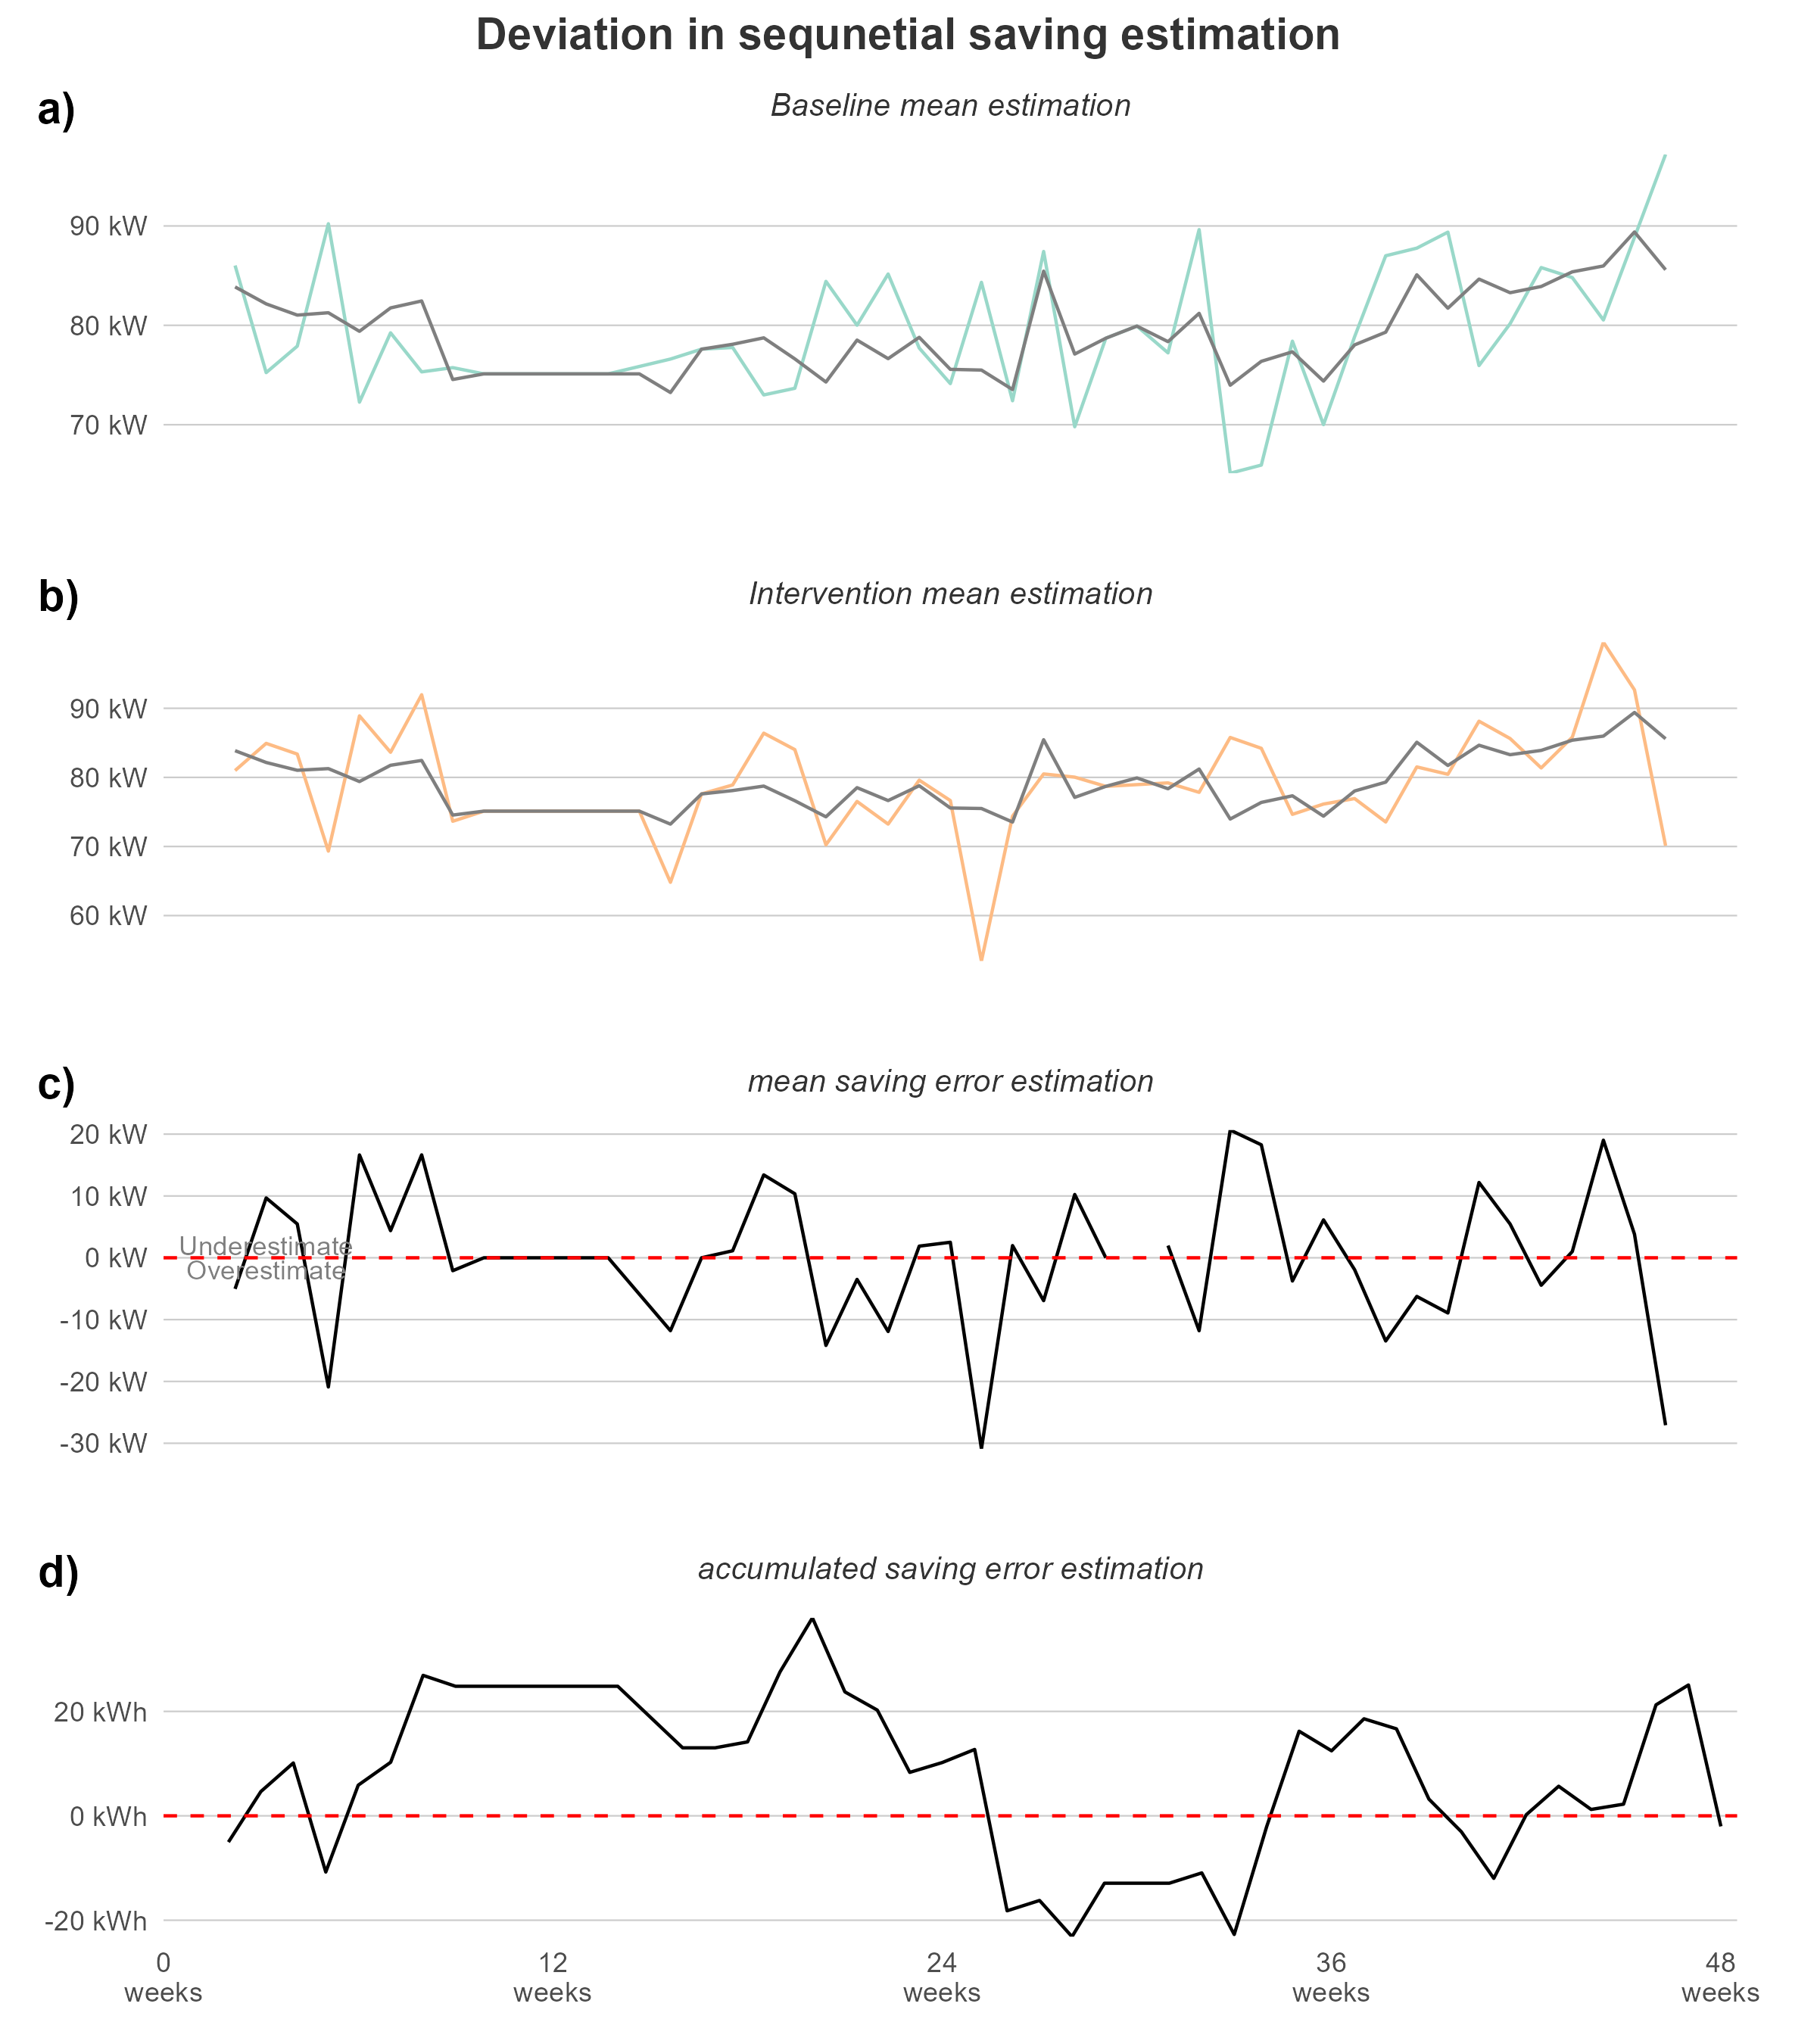 Deviation in sequnetial saving estimation
a)
Baseline mean estimation
90 kW
80 kW
70 kW
b)
Intervention mean estimation
90 kW
80 kW
70 kW
60 kW
c)
mean saving error estimation
20 kW
10 kW
Underestimate
0 kW
Overestimate
-10 kW
-20 kW
-30 kW
d)
accumulated saving error estimation
20 kWh
0 kWh
-20 kWh
0 12 24 36 48
weeks weeks weeks weeks weeks